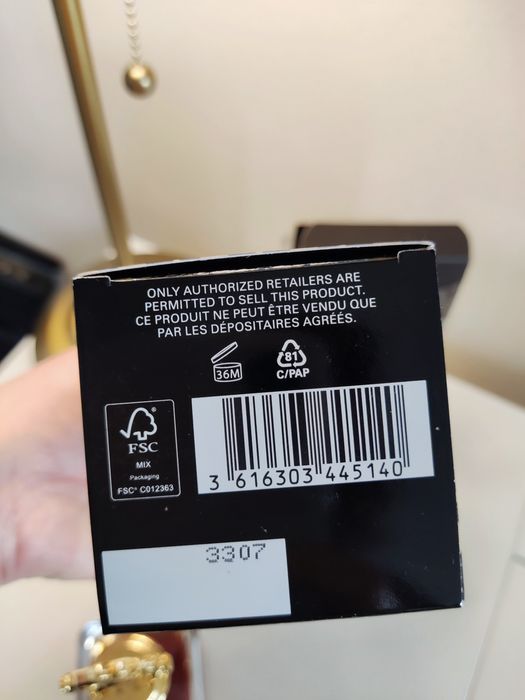 ONLY AUTHORIZED RETAILERS ARE
PERMITTED TO SELL THIS PRODUCT.
CE PRODUIT NE PEUT ÊTRE VENDU QUE
PAR LES DÉPOSITAIRES AGRÉÉS.
36M
81
C/PAP
FSC
MIX
Packaging
FSC® C012363
3 616303 445140
3307